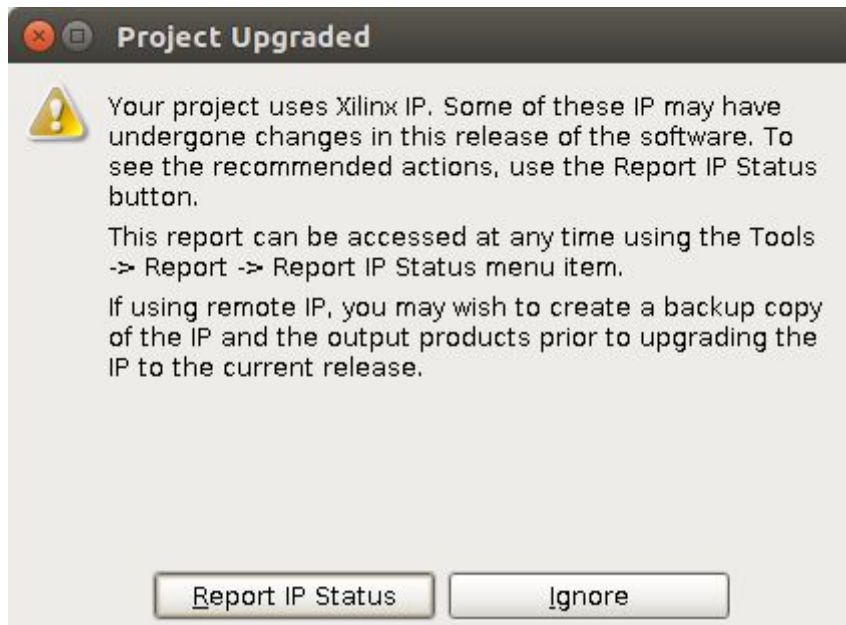 Project Upgraded
Your project uses Xilinx IP. Some of these IP may have
undergone changes in this release of the software. To
see the recommended actions, use the Report IP Status
button.
This report can be accessed at any time using the Tools
-> Report -> Report IP Status menu item.
If using remote IP, you may wish to create a backup copy
of the IP and the output products prior to upgrading the
IP to the current release.
Report IP Status
Ignore